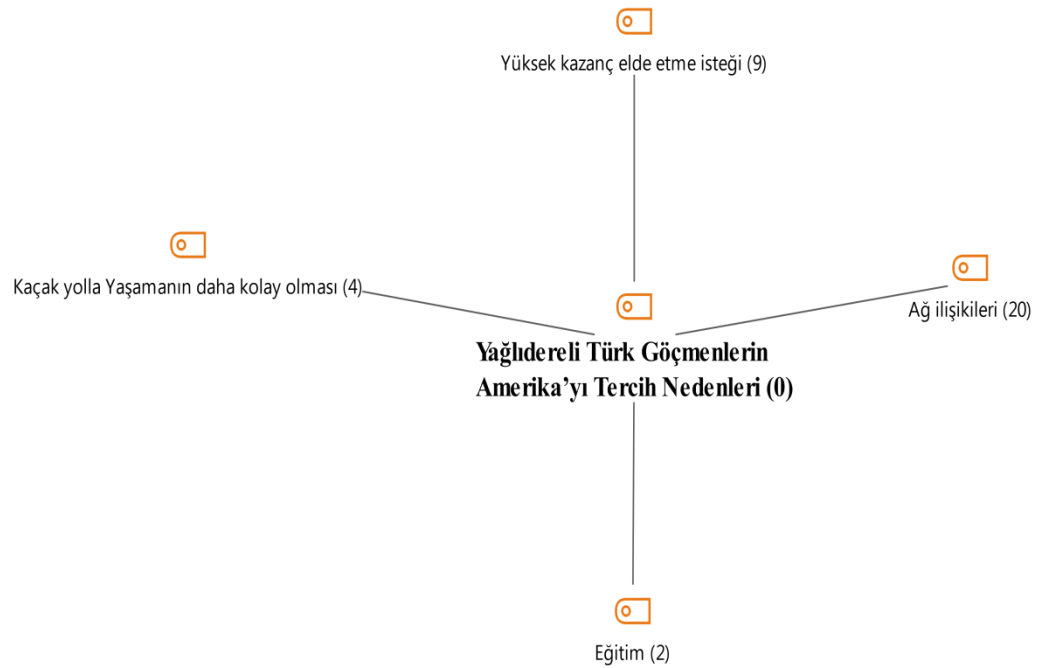 Yüksek kazanç elde etme isteği (9)
Kaçak yolla Yaşamanın daha kolay olması (4)
Ağ ilişikileri (20)
Yağlıdereli Türk Göçmenlerin
Amerika’yı Tercih Nedenleri (0)
Eğitim (2)